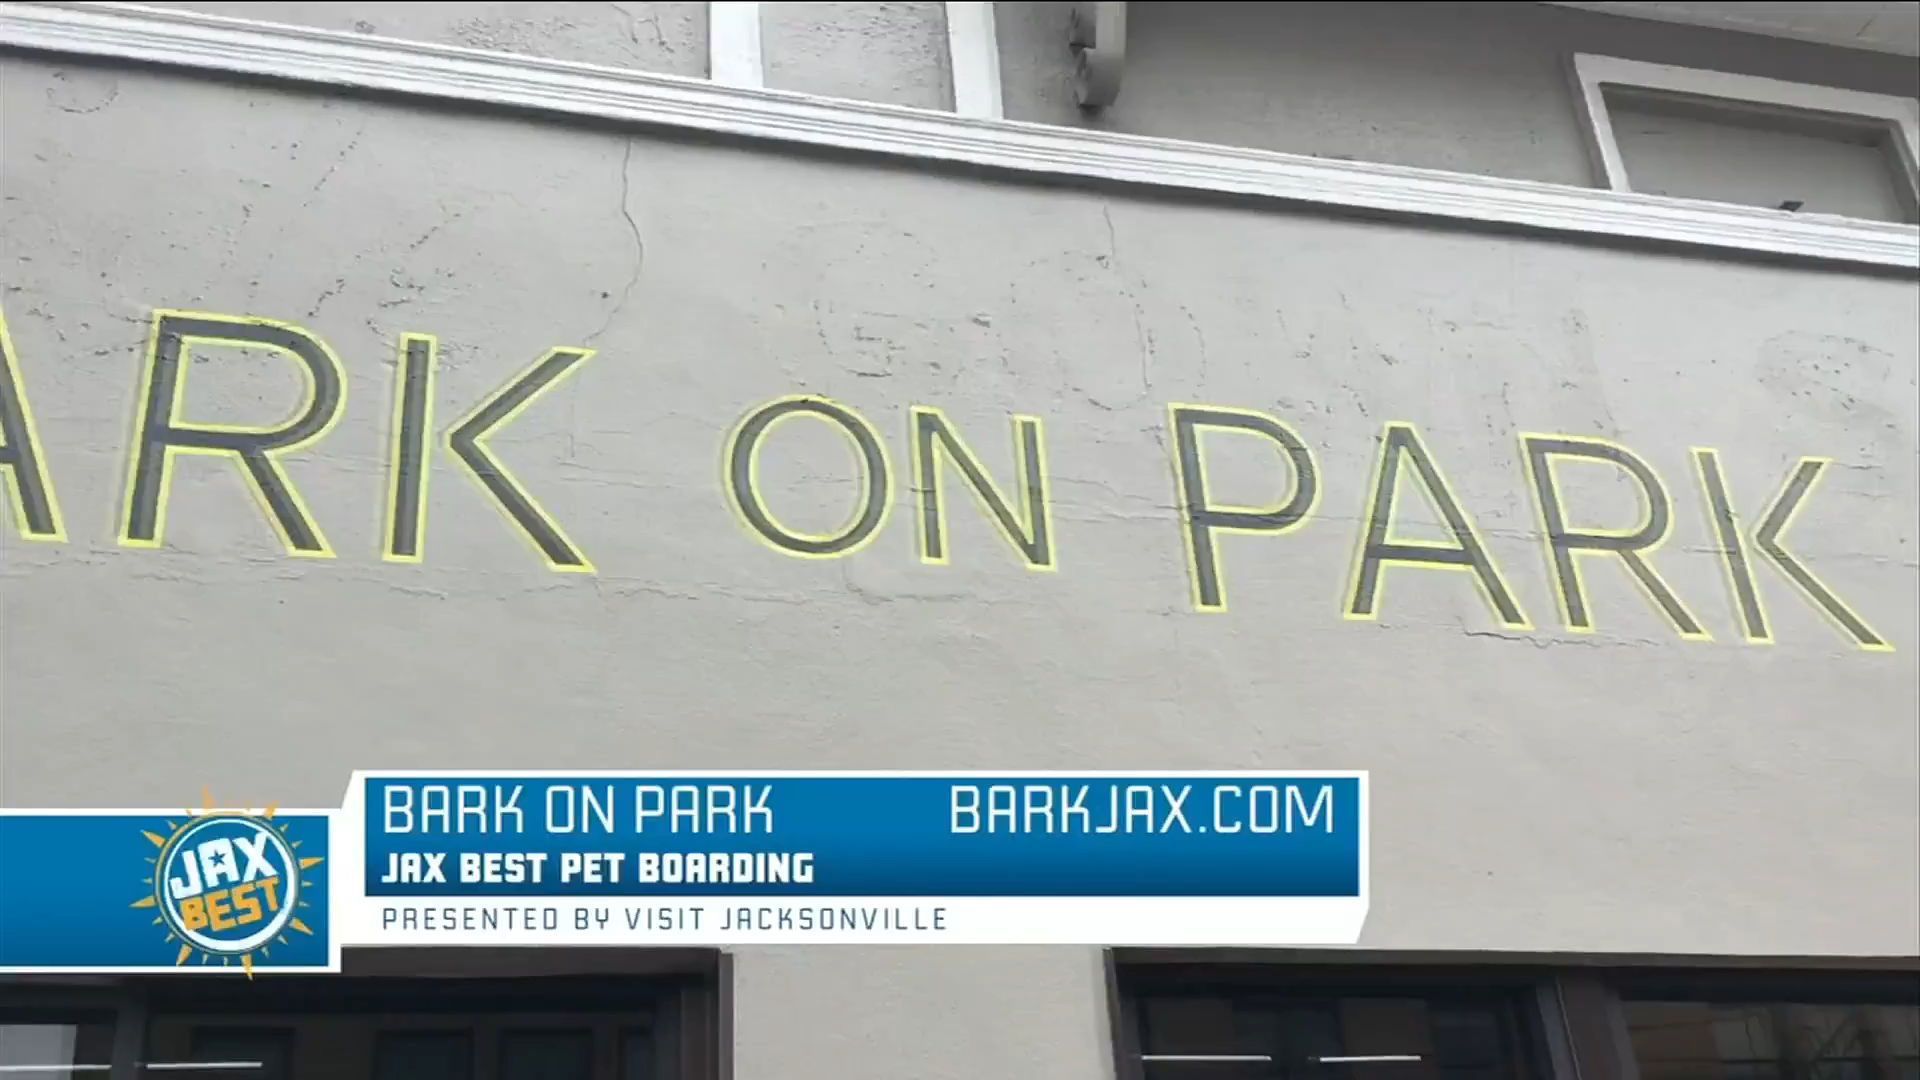 ARK ON PARK
BARK ON PARK BARKJAX.COM
JAX BEST PET BOARDING
PRESENTED BY VISIT JACKSONVILLE
JAX
BEST